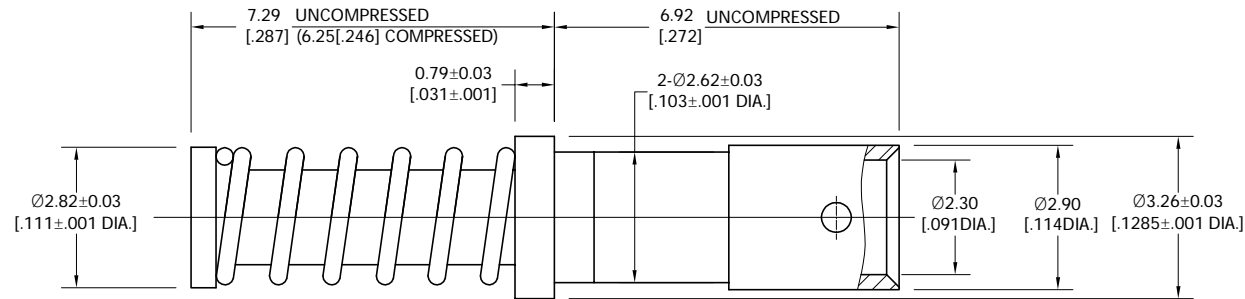 7.29 UNCOMPRESSED
[.287] (6.25[.246] COMPRESSED)
6.92 UNCOMPRESSED
[.272]
0.79±0.03
[.031±.001]
2-Ø2.62±0.03
[.103±.001 DIA.]
Ø2.82±0.03
[.111±.001 DIA.]
Ø2.30
[.091DIA.]
Ø2.90
[.114DIA.]
Ø3.26±0.03
[.1285±.001 DIA.]